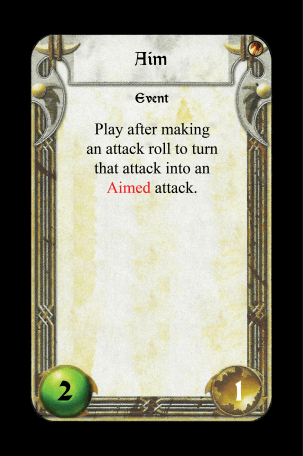 Aim
Event
Play after making
an attack roll to turn
that attack into an
Aimed attack.
2
1